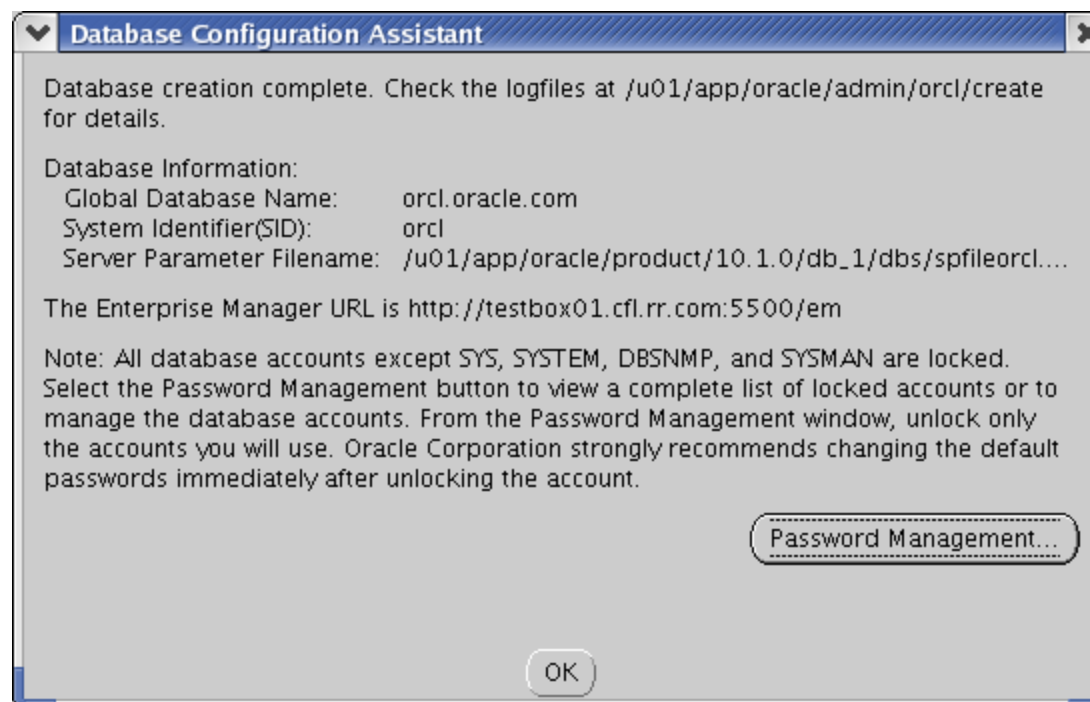 Database Configuration Assistant
Database creation complete. Check the logfiles at /u01/app/oracle/admin/orcl/create
for details.
Database Information:
Global Database Name: orcl.oracle.com
System Identifier(SID): orcl
Server Parameter Filename: /u01/app/oracle/product/10.1.0/db_1/dbs/spfileorcl....
The Enterprise Manager URL is http://testbox01.cfl.rr.com:5500/em
Note: All database accounts except SYS, SYSTEM, DBSNMP, and SYSMAN are locked.
Select the Password Management button to view a complete list of locked accounts or to
manage the database accounts. From the Password Management window, unlock only
the accounts you will use. Oracle Corporation strongly recommends changing the default
passwords immediately after unlocking the account.
Password Management...
OK